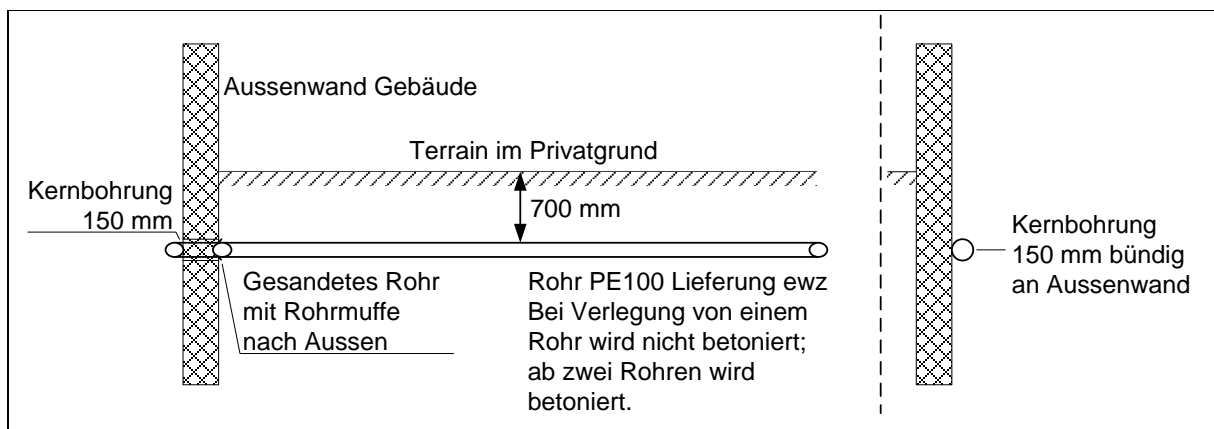 Aussenwand Gebäude
Terrain im Privatgrund
Kernbohrung
150 mm
700 mm
Gesandetes Rohr
mit Rohrmuffe
nach Aussen
Rohr PE100 Lieferung ewz
Bei Verlegung von einem
Rohr wird nicht betoniert;
ab zwei Rohren wird
betoniert.
Kernbohrung
150 mm bündig
an Aussenwand